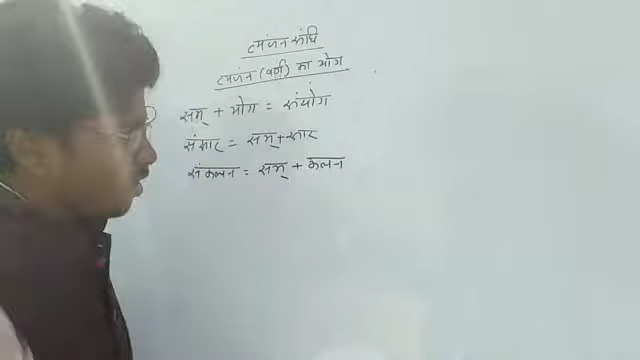 व्यंजन संधि
व्यंजन (वर्ण) का योग
सम् + योग = संयोग
संसार = सम् + सार
संकलन = सम् + कलन